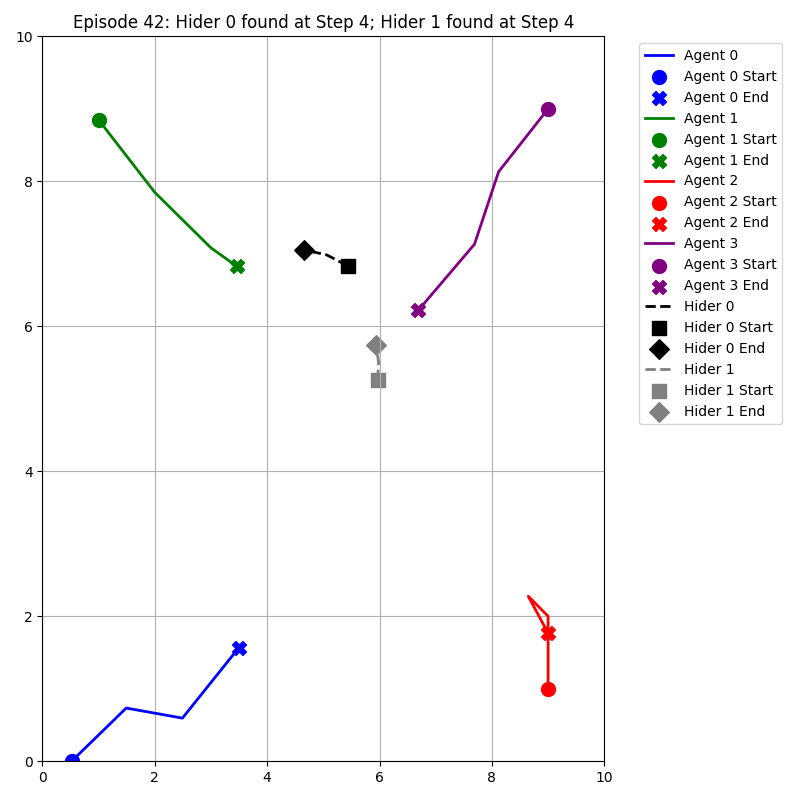 Episode 42: Hider 0 found at Step 4; Hider 1 found at Step 4
10
8
6
4
2
0
0 2 4 6 8 10
Agent 0
Agent 0 Start
Agent 0 End
Agent 1
Agent 1 Start
Agent 1 End
Agent 2
Agent 2 Start
Agent 2 End
Agent 3
Agent 3 Start
Agent 3 End
Hider 0
Hider 0 Start
Hider 0 End
Hider 1
Hider 1 Start
Hider 1 End